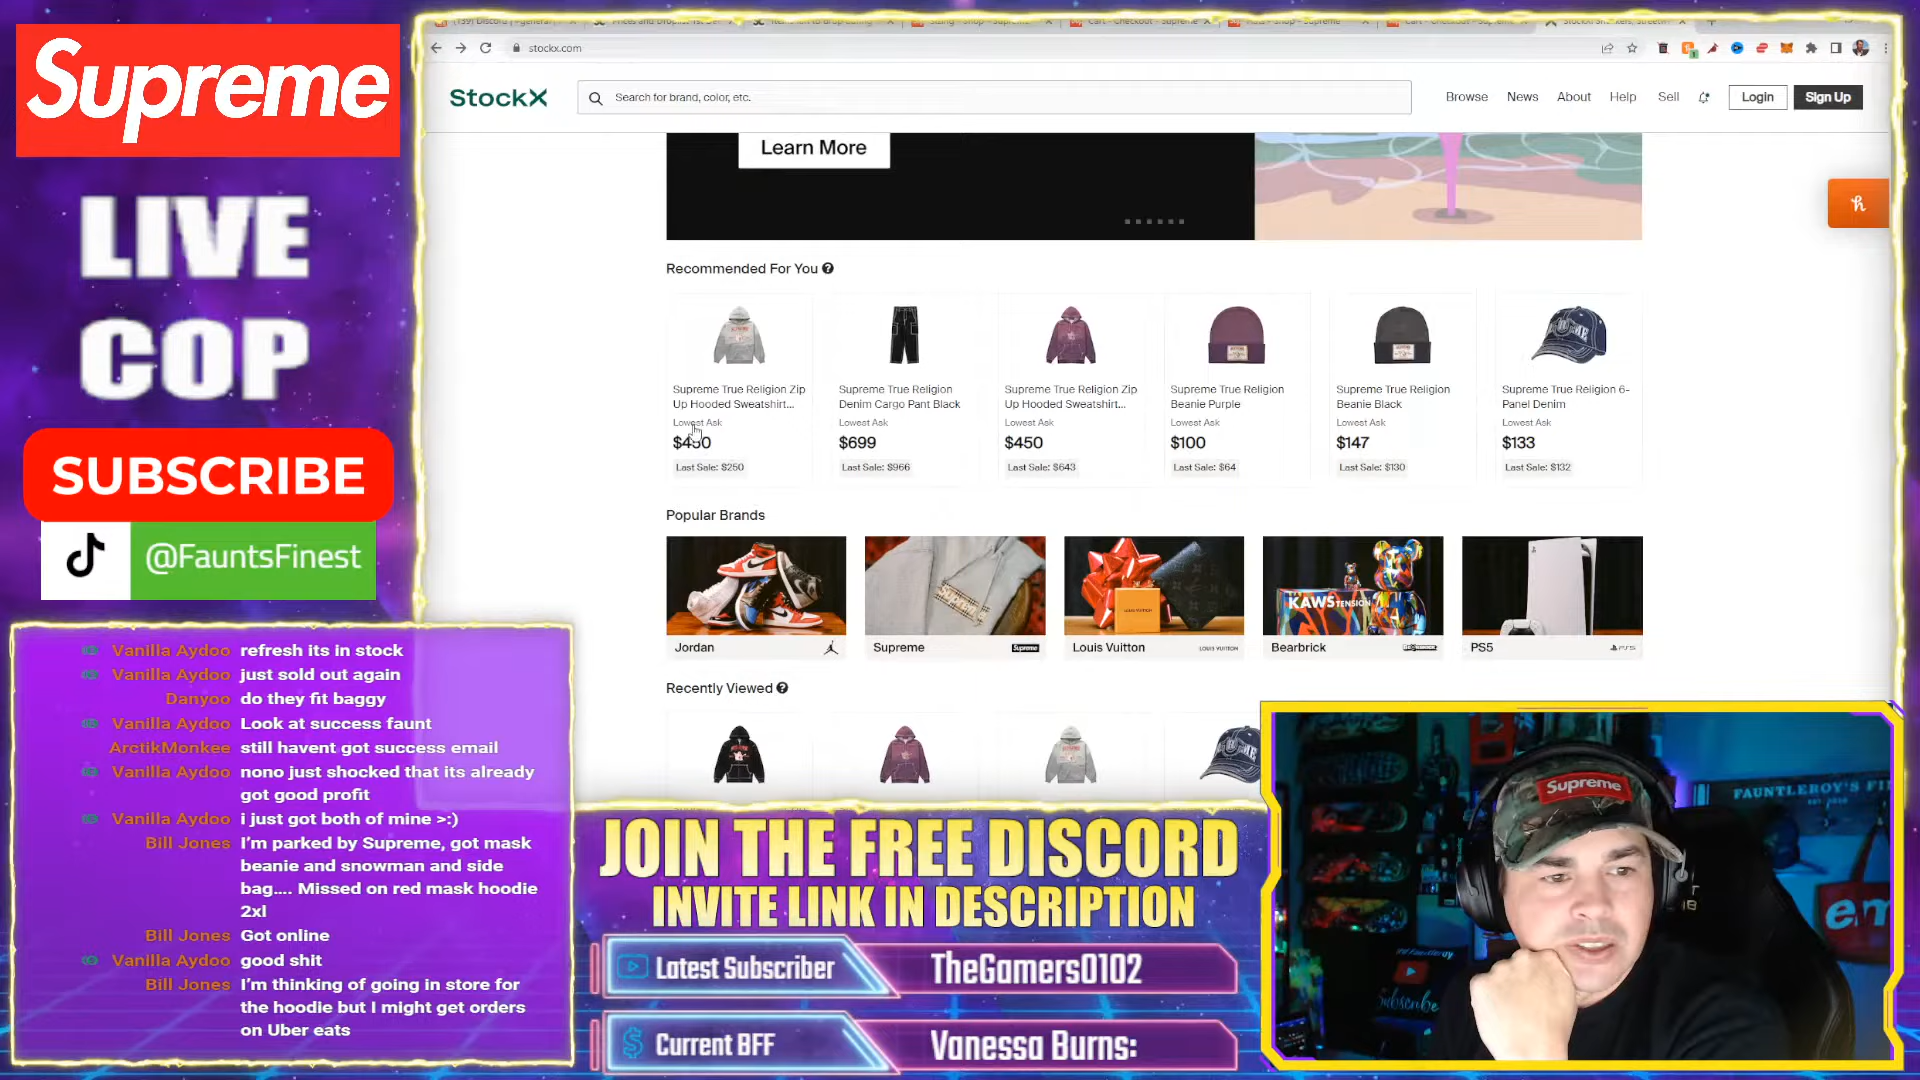 Supreme
LIVE
COP
SUBSCRIBE
@FauntsFinest
stockx.com
StockX
Search for brand, color, etc.
Browse
News
About
Help
Sell
Login
Sign Up
Learn More
Recommended For You
Supreme True Religion Zip
Up Hooded Sweatshirt...
Lowest Ask
Last Sale: $250
Supreme True Religion
Denim Cargo Pant Black
Lowest Ask
$699
Last Sale: $966
Supreme True Religion Zip
Up Hooded Sweatshirt...
Lowest Ask
$450
Last Sale: $643
Supreme True Religion
Beanie Purple
Lowest Ask
$100
Last Sale: $64
Supreme True Religion
Beanie Black
Lowest Ask
$147
Last Sale: $130
Supreme True Religion 6-
Panel Denim
Lowest Ask
$133
Last Sale: $132
Popular Brands
KAWS TENSION
Jordan
Supreme
Supreme
Louis Vuitton
LOUIS VUITTON
Bearbrick
PS5
Recently Viewed
Vanilla Aydoo refresh its in stock
Vanilla Aydoo just sold out again
Danyoo do they fit baggy
Vanilla Aydoo Look at success faunt
ArctikMonkee still havent got success email
Vanilla Aydoo nono just shocked that its already
got good profit
Vanilla Aydoo i just got both of mine >:)
Bill Jones I'm parked by Supreme, got mask
beanie and snowman and side
bag.... Missed on red mask hoodie
2xl
Bill Jones Got online
Vanilla Aydoo good shit
Bill Jones I'm thinking of going in store for
the hoodie but I might get orders
on Uber eats
JOIN THE FREE DISCORD
INVITE LINK IN DESCRIPTION
Latest Subscriber
TheGamers0102
Current BFF
Vanessa Burns:
Supreme
FAUNTLEROY'S FI
Subscribe
em